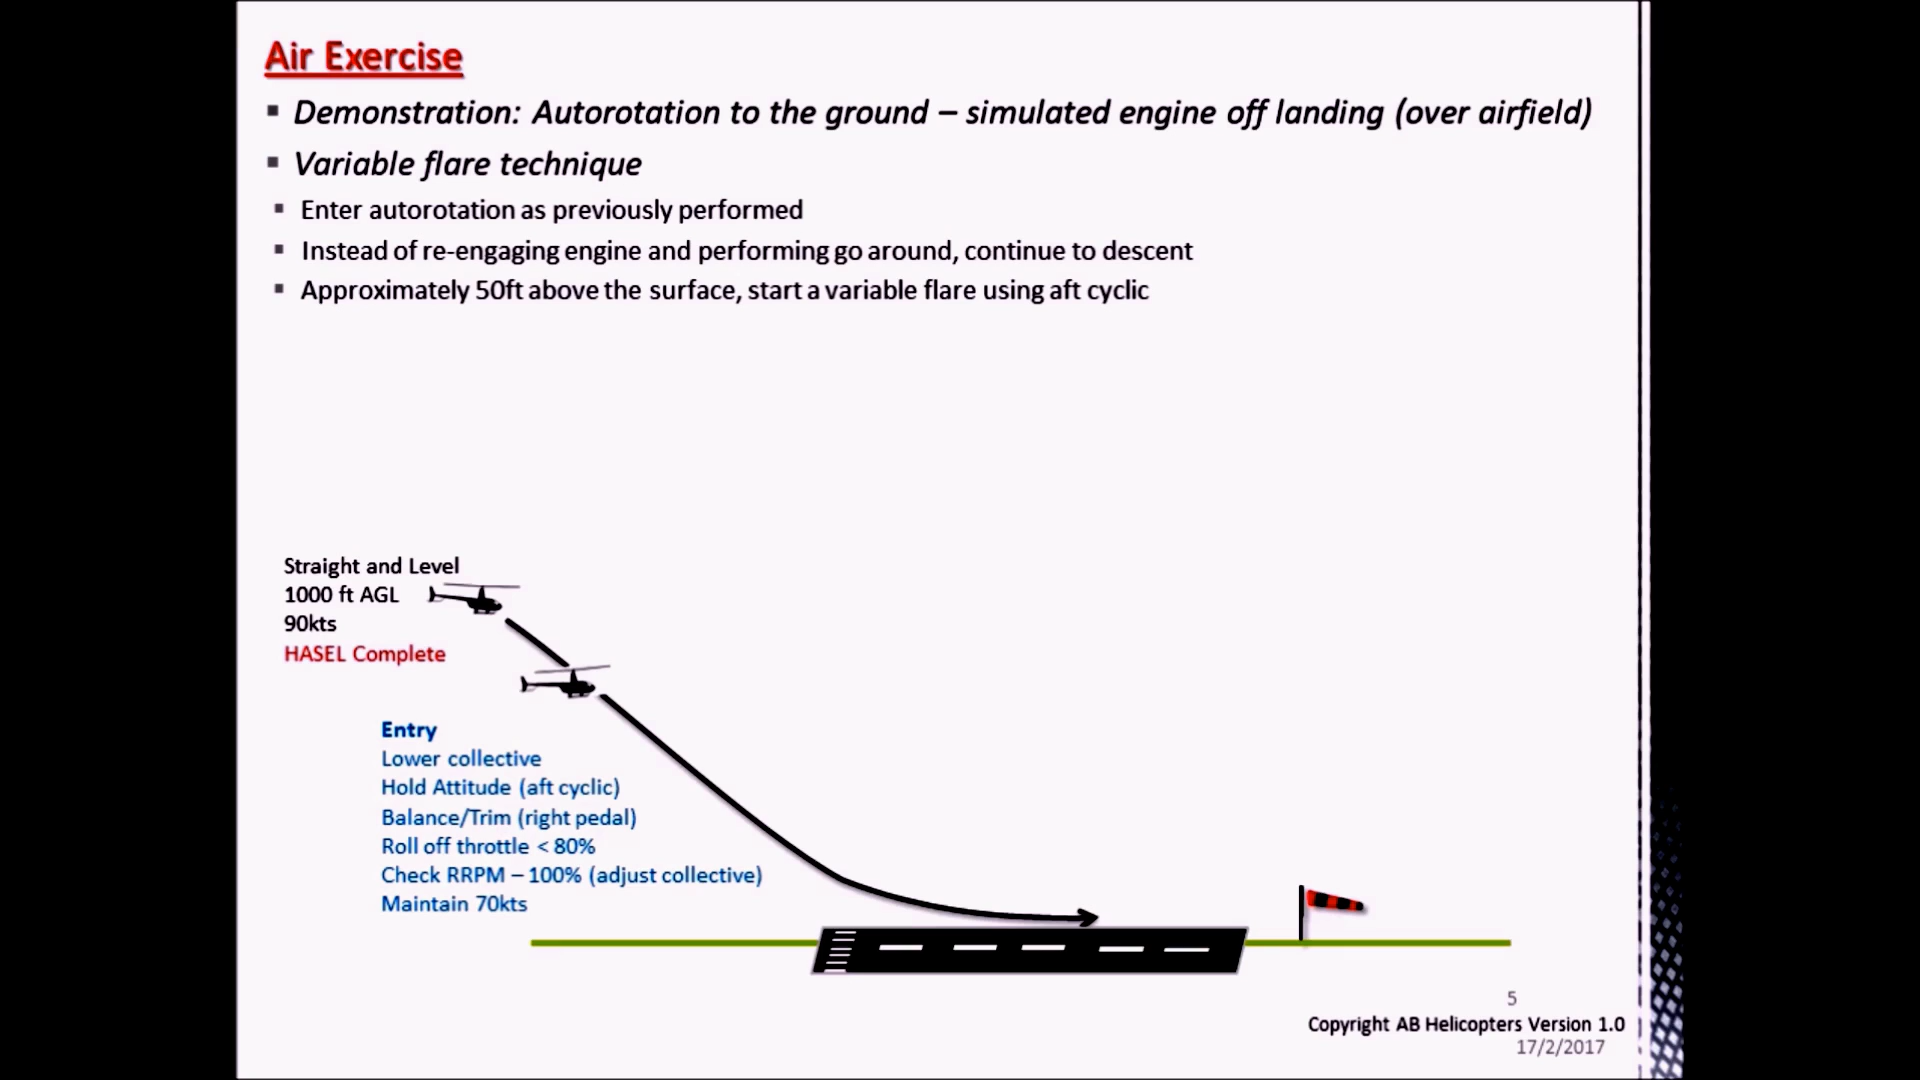 Air Exercise
Demonstration: Autorotation to the ground – simulated engine off landing (over airfield)
Variable flare technique
Enter autorotation as previously performed
Instead of re-engaging engine and performing go around, continue to descent
Approximately 50ft above the surface, start a variable flare using aft cyclic
Straight and Level
1000 ft AGL
90kts
HASEL Complete
Entry
Lower collective
Hold Attitude (aft cyclic)
Balance/Trim (right pedal)
Roll off throttle < 80%
Check RRPM – 100% (adjust collective)
Maintain 70kts
5
Copyright AB Helicopters Version 1.0
17/2/2017